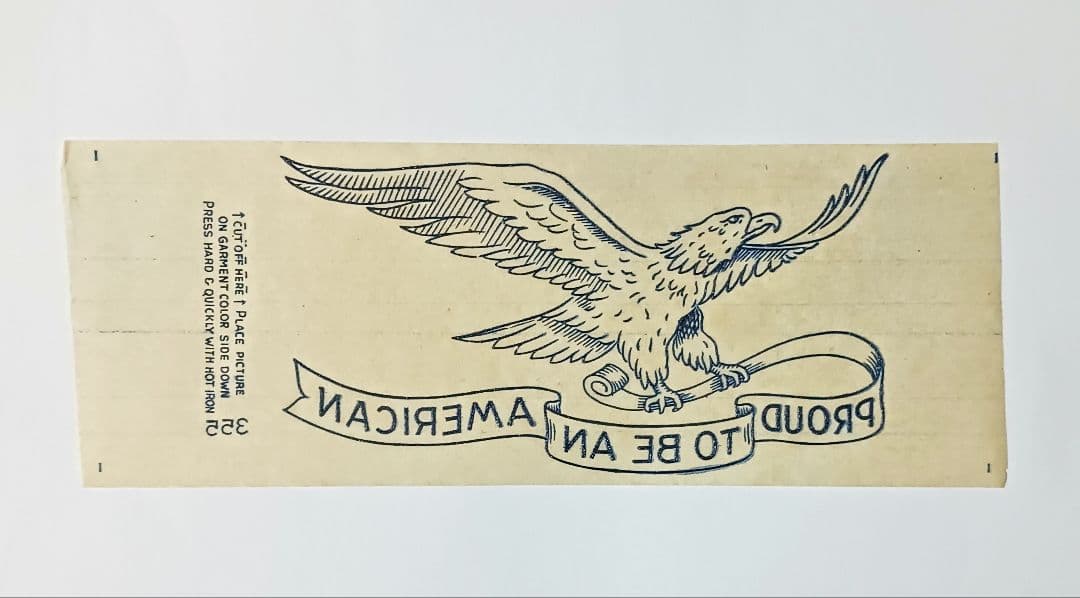 ↑CUT OFF HERE↑ PLACE PICTURE
ON GARMENT COLOR SIDE DOWN
PRESS HARD & QUICKLY WITH HOT IRON
PROUD
TO BE AN
AMERICAN